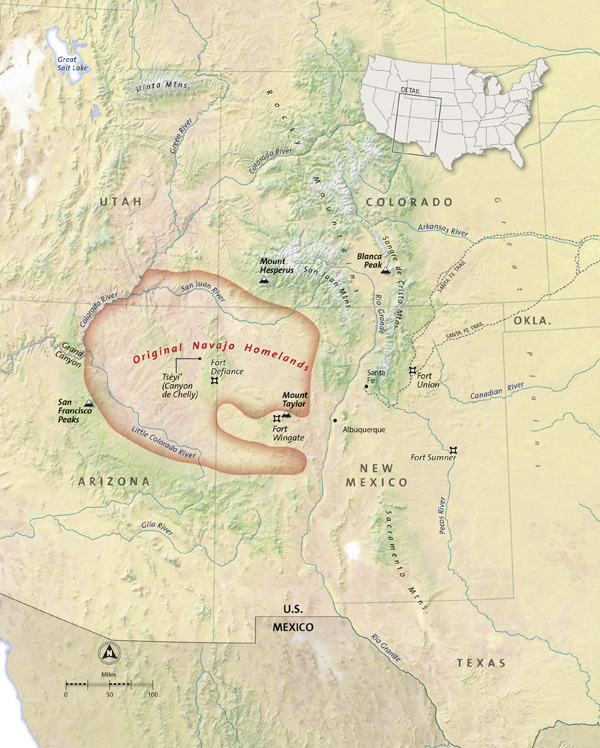 Great
Salt Lake
Uinta Mtns.
Green River
Rocky
Mountains
Colorado River
DETAIL
UTAH
COLORADO
Great
Plains
Arkansas River
Mount
Hesperus
San Juan Mtns.
Blanca
Peak
Sangre de Cristo Mtns.
Rio Grande
SANTA FE TRAIL
SANTA FE TRAIL
OKLA.
San Juan River
Colorado River
Grand
Canyon
Original Navajo Homelands
Tséyi'
(Canyon
de Chelly)
Fort
Defiance
Santa
Fe
Fort
Union
Canadian River
San
Francisco
Peaks
Mount
Taylor
Fort
Wingate
Little Colorado River
Albuquerque
Fort Sumner
ARIZONA
NEW
MEXICO
Pecos River
Gila River
Sacramento Mtns.
U.S.
MEXICO
Rio Grande
TEXAS
N
Miles
0 50 100